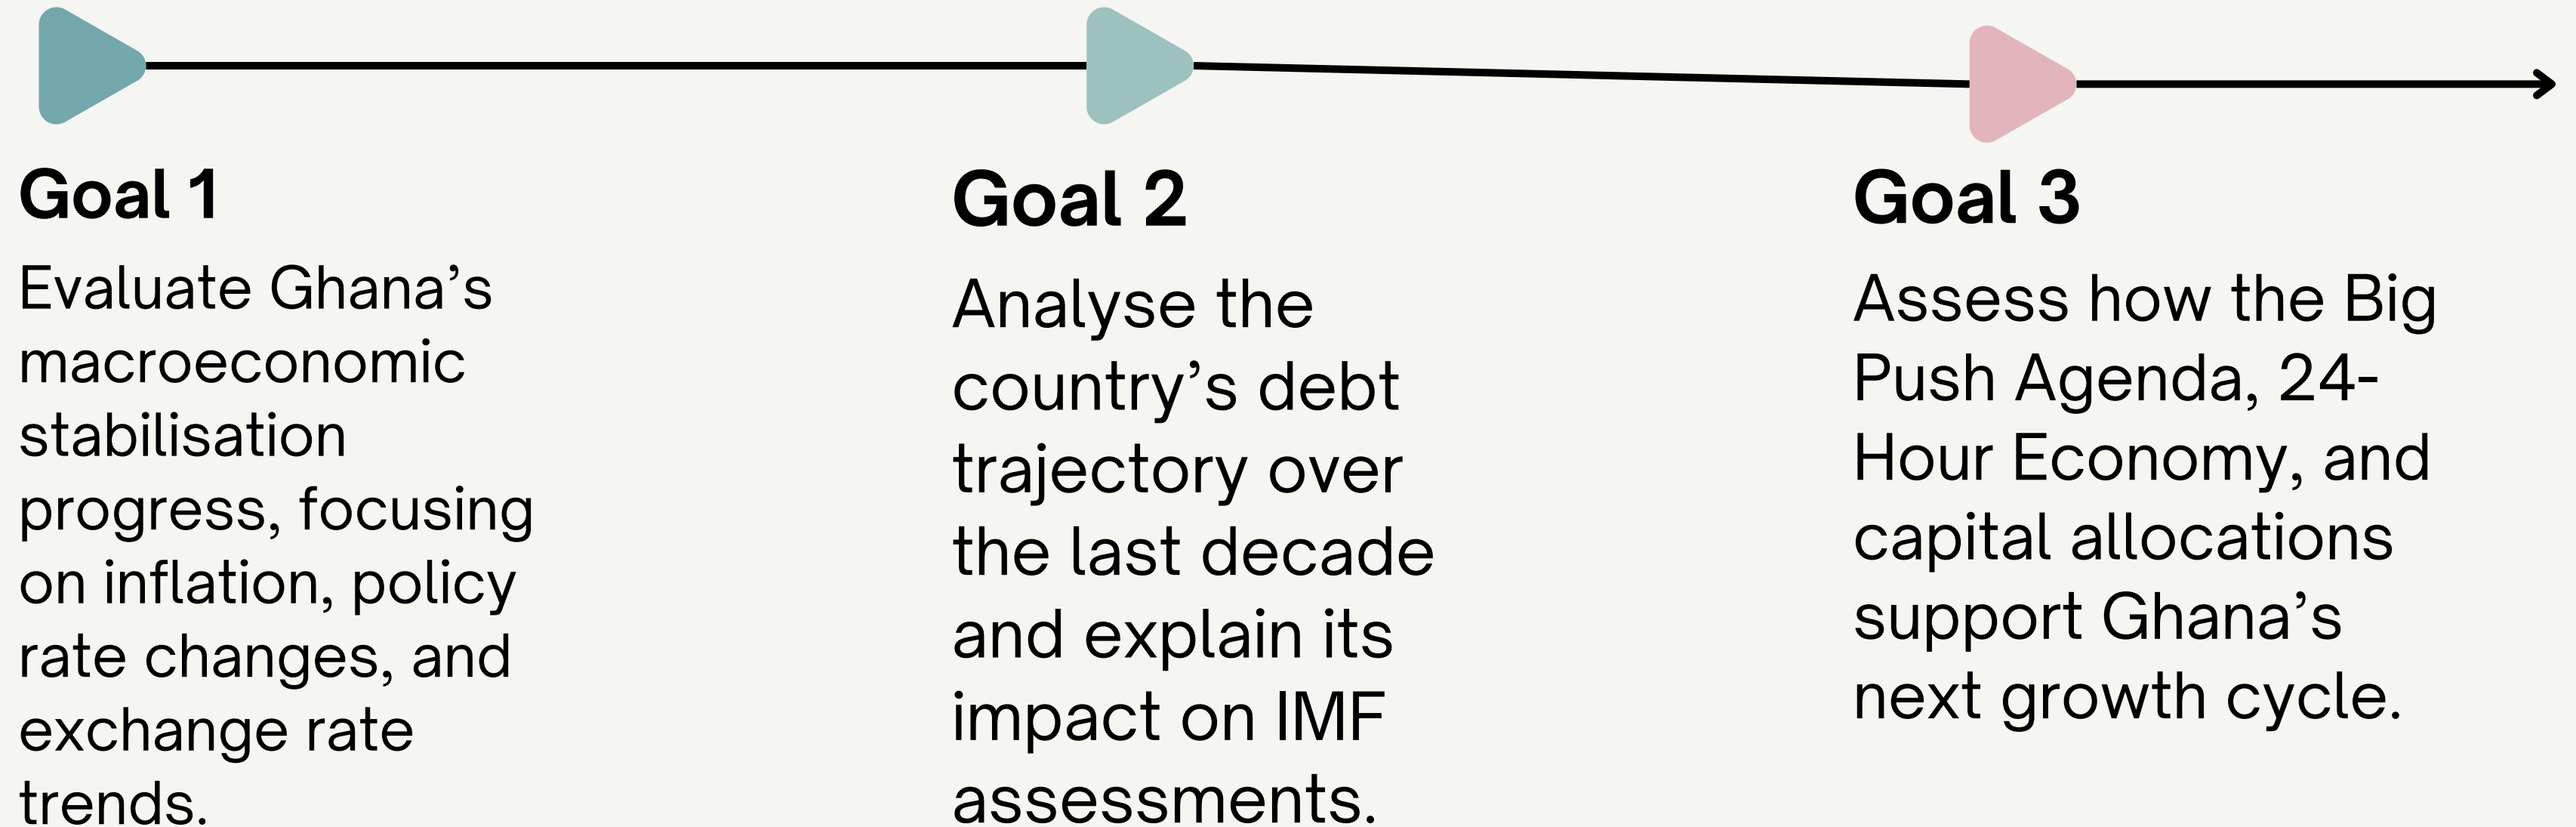 Goal 1
Evaluate Ghana’s
macroeconomic
stabilisation
progress, focusing
on inflation, policy
rate changes, and
exchange rate
trends.
Goal 2
Analyse the
country’s debt
trajectory over
the last decade
and explain its
impact on IMF
assessments.
Goal 3
Assess how the Big
Push Agenda, 24-
Hour Economy, and
capital allocations
support Ghana’s
next growth cycle.